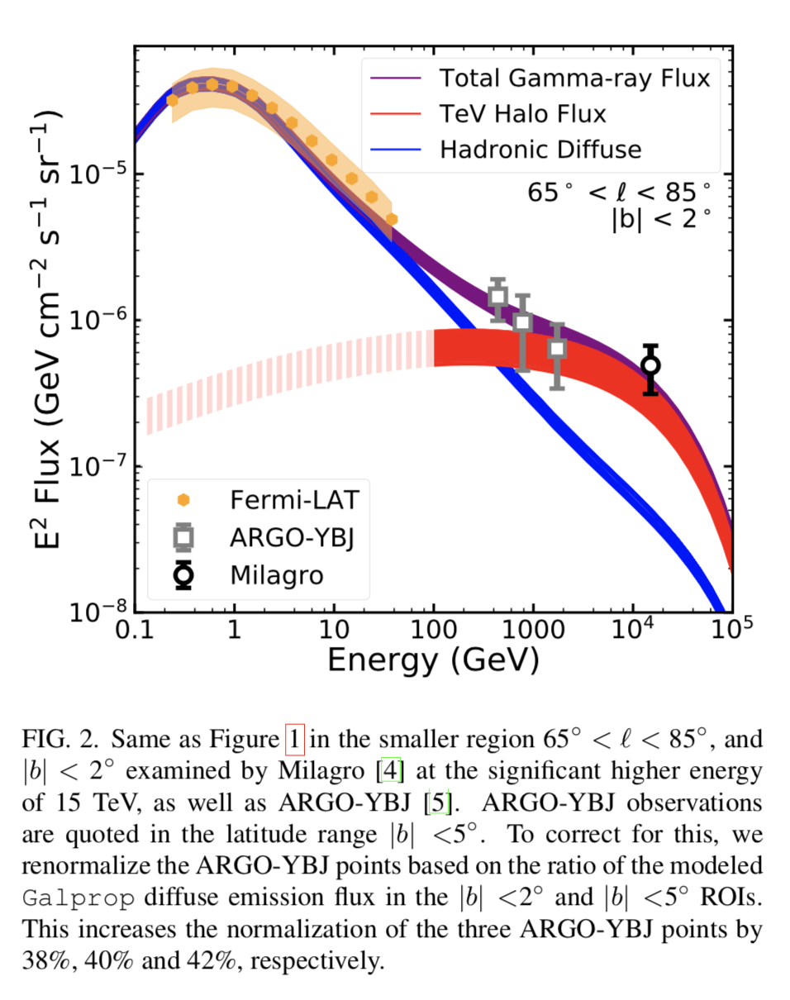 Total Gamma-ray Flux
TeV Halo Flux
Hadronic Diffuse
65° < ℓ < 85°
|b| < 2°
E² Flux (GeV cm⁻² s⁻¹ sr⁻¹)
10⁻⁵
10⁻⁶
10⁻⁷
10⁻⁸
Fermi-LAT
ARGO-YBJ
Milagro
0.1 1 10 100 1000 10⁴ 10⁵
Energy (GeV)
FIG. 2. Same as Figure 1 in the smaller region 65° < ℓ < 85°, and
|b| < 2° examined by Milagro [4] at the significant higher energy
of 15 TeV, as well as ARGO-YBJ [5]. ARGO-YBJ observations
are quoted in the latitude range |b| <5°. To correct for this, we
renormalize the ARGO-YBJ points based on the ratio of the modeled
Galprop diffuse emission flux in the |b| <2° and |b| <5° ROIs.
This increases the normalization of the three ARGO-YBJ points by
38%, 40% and 42%, respectively.